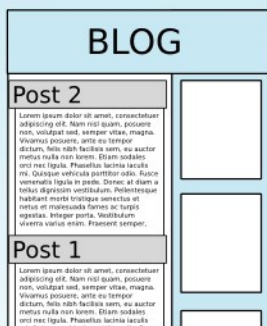 BLOG
Post 2
Lorem ipsum dolor sit amet, consectetuer
adipiscing elit. Nam nisl quam, posuere
non, volutpat sed, semper vitae, magna.
Vivamus posuere, ante eu tempor
dictum, felis nibh facilisis sem, eu auctor
metus nulla non lorem. Etiam sodales
orci nec ligula. Phasellus lacinia iaculis
mi. Quisque vehicula porttitor odio. Fusce
venenatis ligula in pede. Donec at diam a
tellus dignissim vestibulum. Pellentesque
habitant morbi tristique senectus et
netus et malesuada fames ac turpis
egestas. Integer porta. Vestibulum
viverra varius enim. Praesent semper,
Post 1
Lorem ipsum dolor sit amet, consectetuer
adipiscing elit. Nam nisl quam, posuere
non, volutpat sed, semper vitae, magna.
Vivamus posuere, ante eu tempor
dictum, felis nibh facilisis sem, eu auctor
metus nulla non lorem. Etiam sodales
orci nec ligula. Phasellus lacinia iaculis